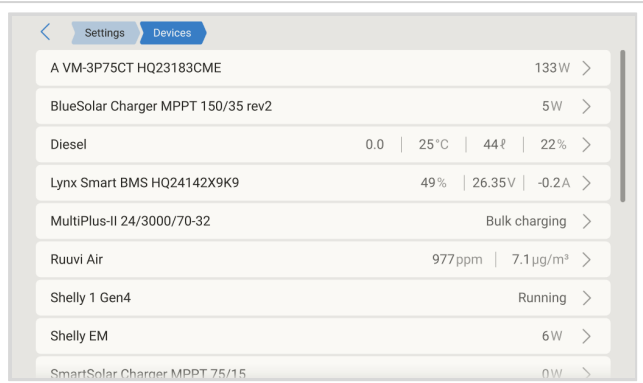 Settings Devices
A VM-3P75CT HQ23183CME 133W
BlueSolar Charger MPPT 150/35 rev2 5W
Diesel 0.0 25°C 44ℓ 22%
Lynx Smart BMS HQ24142X9K9 49% 26.35V -0.2A
MultiPlus-II 24/3000/70-32 Bulk charging
Ruuvi Air 977ppm 7.1µg/m³
Shelly 1 Gen4 Running
Shelly EM 6W
SmartSolar Charger MPPT 75/15 0W